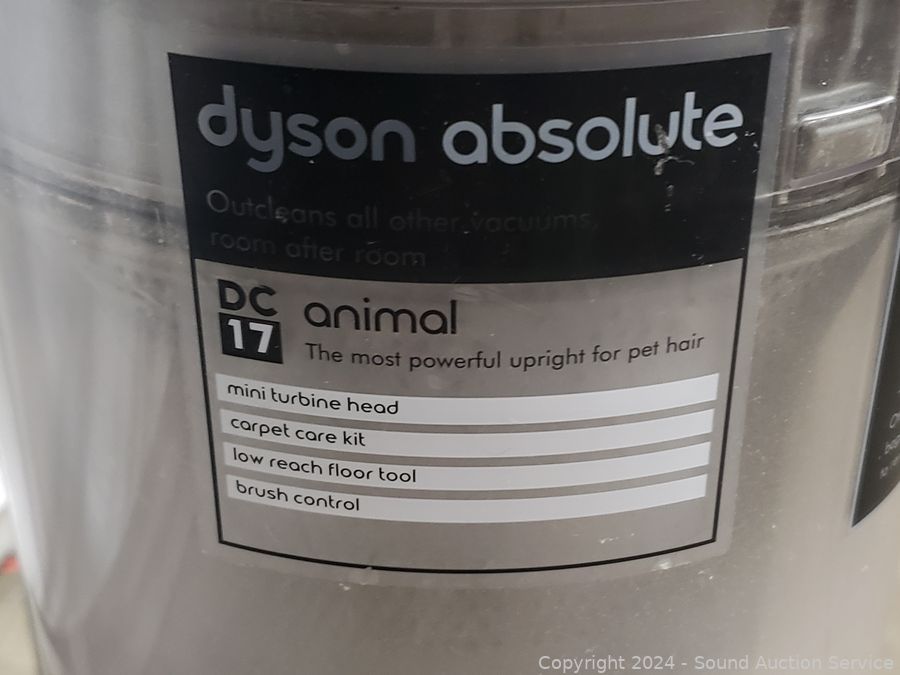 dyson absolute
Outcleans all other vacuums,
room after room
DC
17
animal
The most powerful upright for pet hair
mini turbine head
carpet care kit
low reach floor tool
brush control
Copyright 2024 - Sound Auction Service